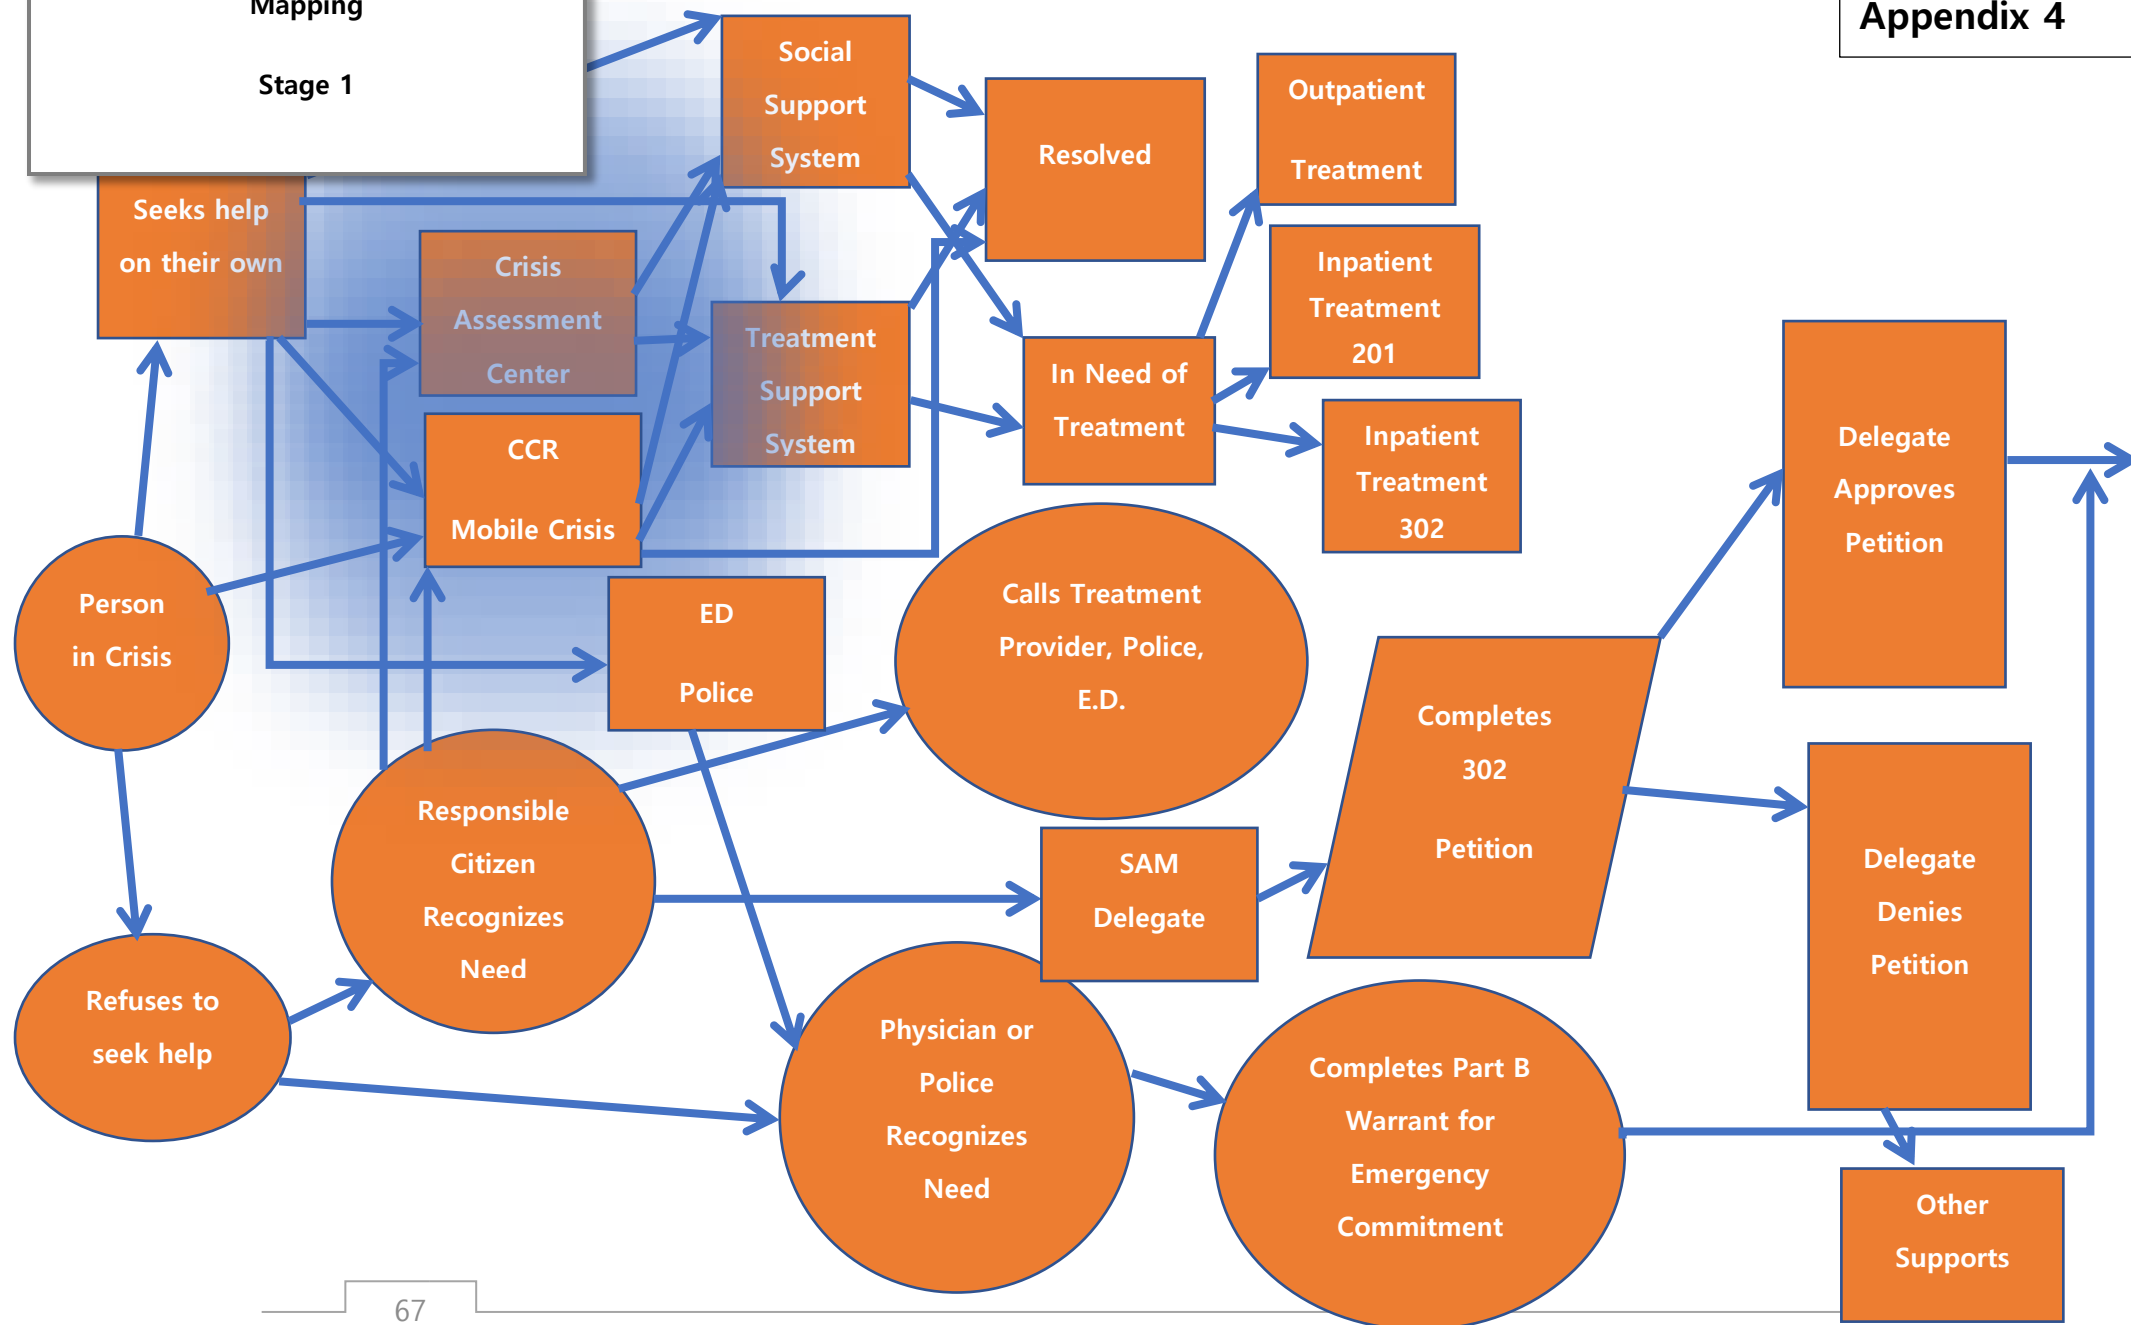 Mapping
Stage 1
Appendix 4
Social
Support
System
Resolved
Outpatient
Treatment
Seeks help
on their own
Crisis
Assessment
Center
Treatment
Support
System
Inpatient
Treatment
201
In Need of
Treatment
CCR
Mobile Crisis
Inpatient
Treatment
302
Delegate
Approves
Petition
Person
in Crisis
ED
Police
Calls Treatment
Provider, Police,
E.D.
Completes
302
Petition
Responsible
Citizen
Recognizes
Need
SAM
Delegate
Delegate
Denies
Petition
Refuses to
seek help
Physician or
Police
Recognizes
Need
Completes Part B
Warrant for
Emergency
Commitment
Other
Supports
67